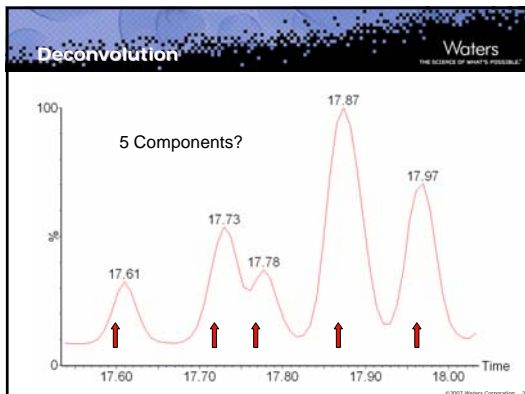 Deconvolution
Waters
THE SCIENCE OF WHAT'S POSSIBLE.™
100
5 Components?
17.87
17.97
17.73
17.78
17.61
%
0
Time
17.60 17.70 17.80 17.90 18.00
©2007 Waters Corporation